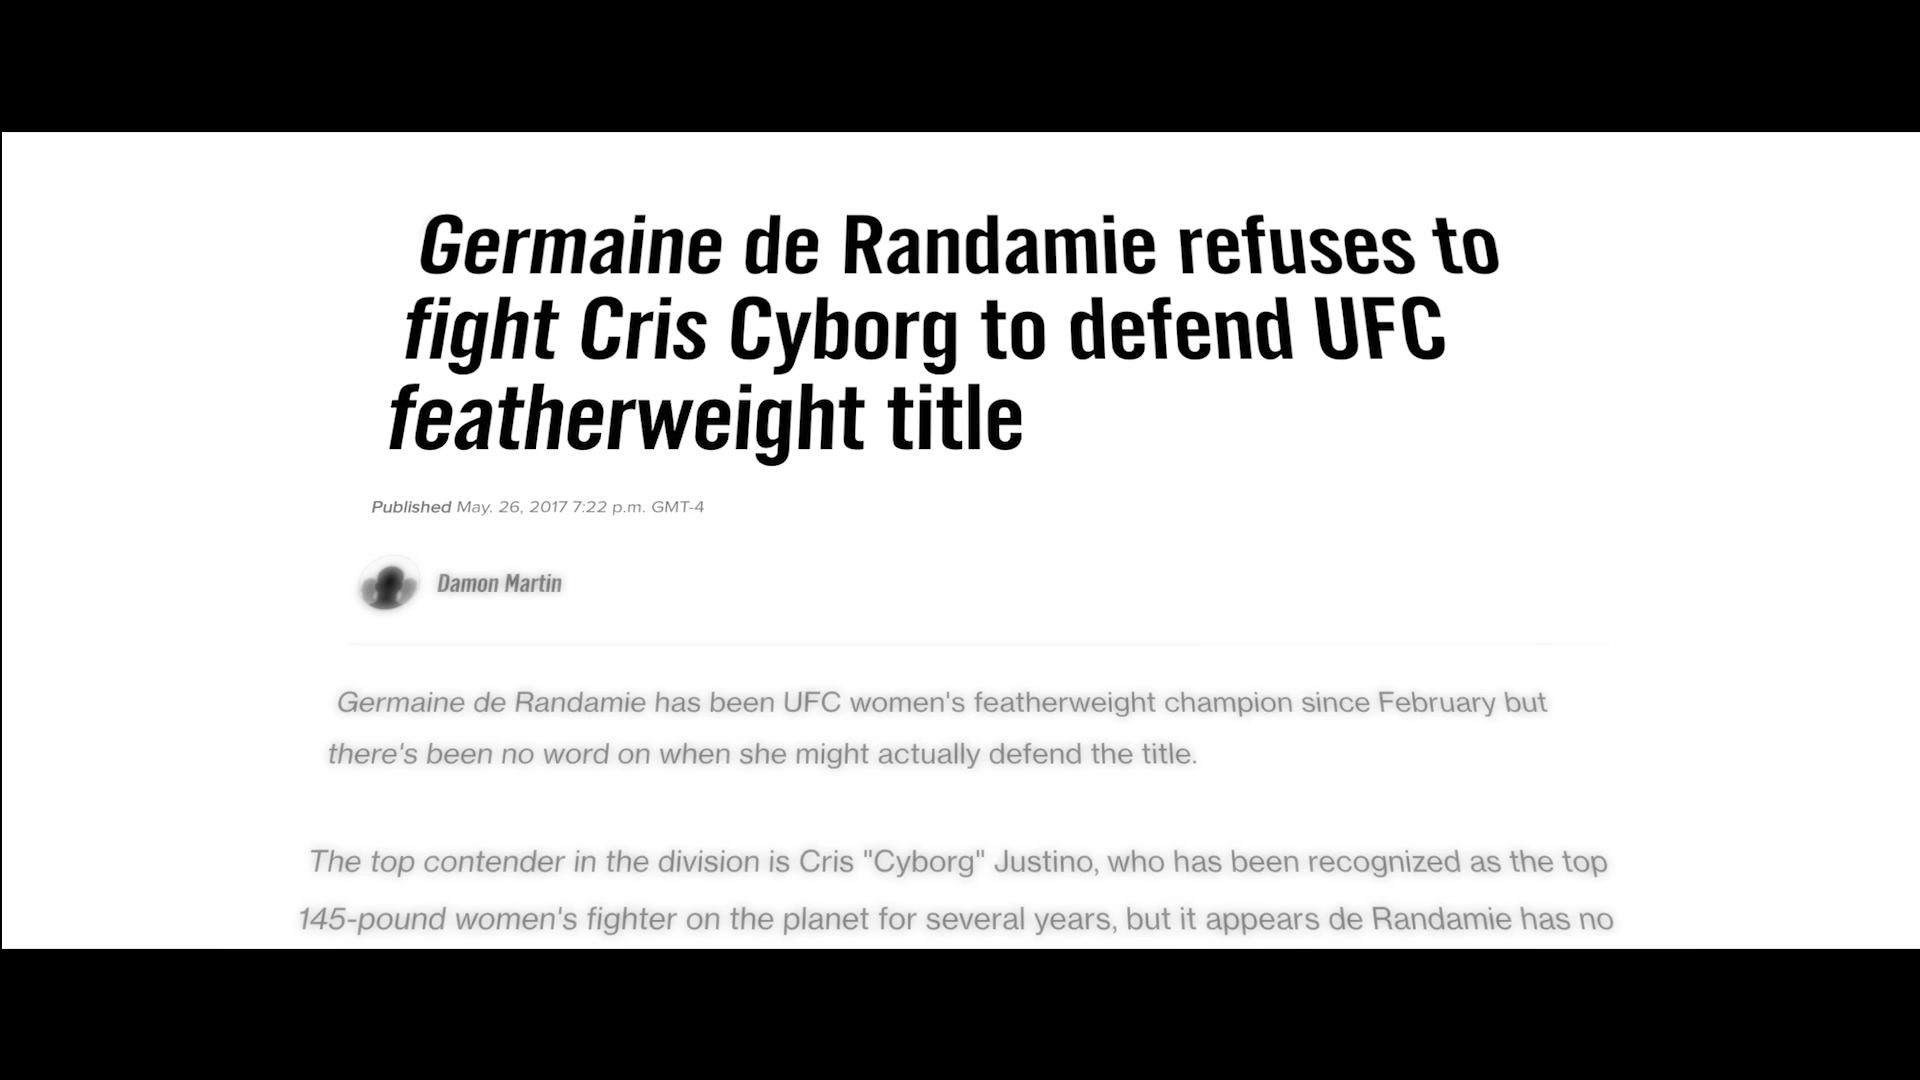 Germaine de Randamie refuses to
fight Cris Cyborg to defend UFC
featherweight title
Published May. 26, 2017 7:22 p.m. GMT-4
Damon Martin
Germaine de Randamie has been UFC women's featherweight champion since February but
there's been no word on when she might actually defend the title.
The top contender in the division is Cris "Cyborg" Justino, who has been recognized as the top
145-pound women's fighter on the planet for several years, but it appears de Randamie has no